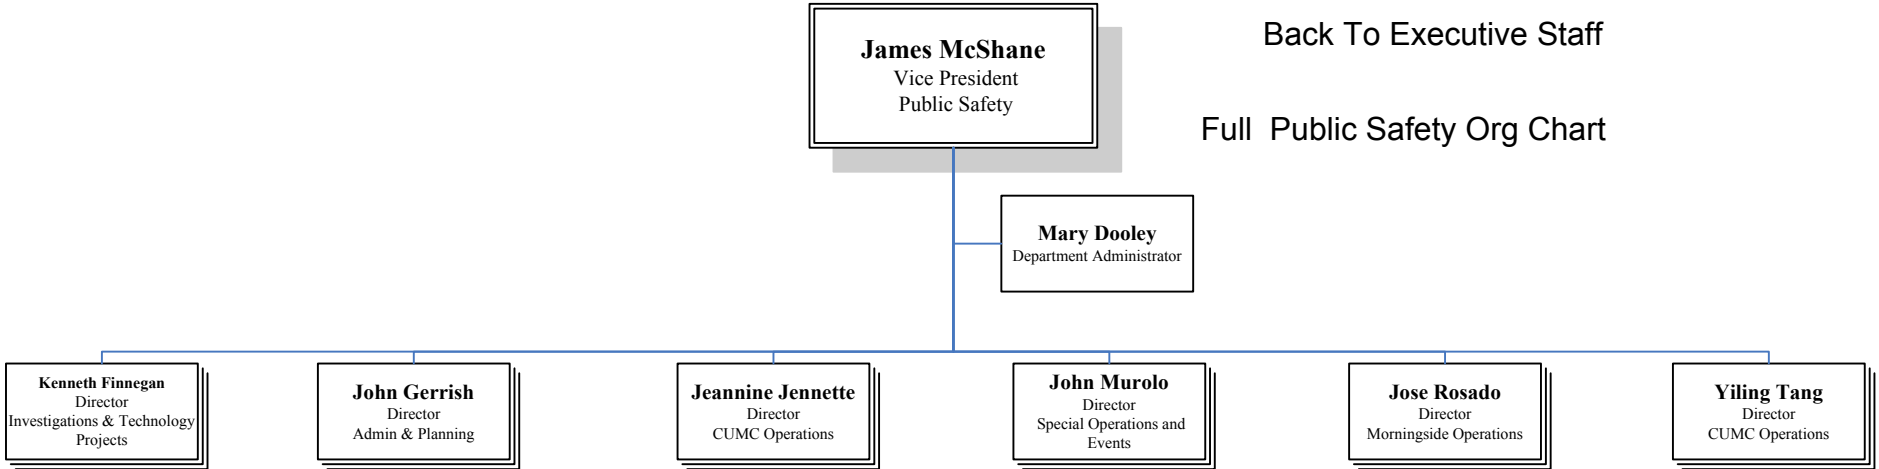 James McShane
Vice President
Public Safety
Back To Executive Staff
Full Public Safety Org Chart
Mary Dooley
Department Administrator
Kenneth Finnegan
Director
Investigations & Technology
Projects
John Gerrish
Director
Admin & Planning
Jeannine Jennette
Director
CUMC Operations
John Murolo
Director
Special Operations and
Events
Jose Rosado
Director
Morningside Operations
Yiling Tang
Director
CUMC Operations